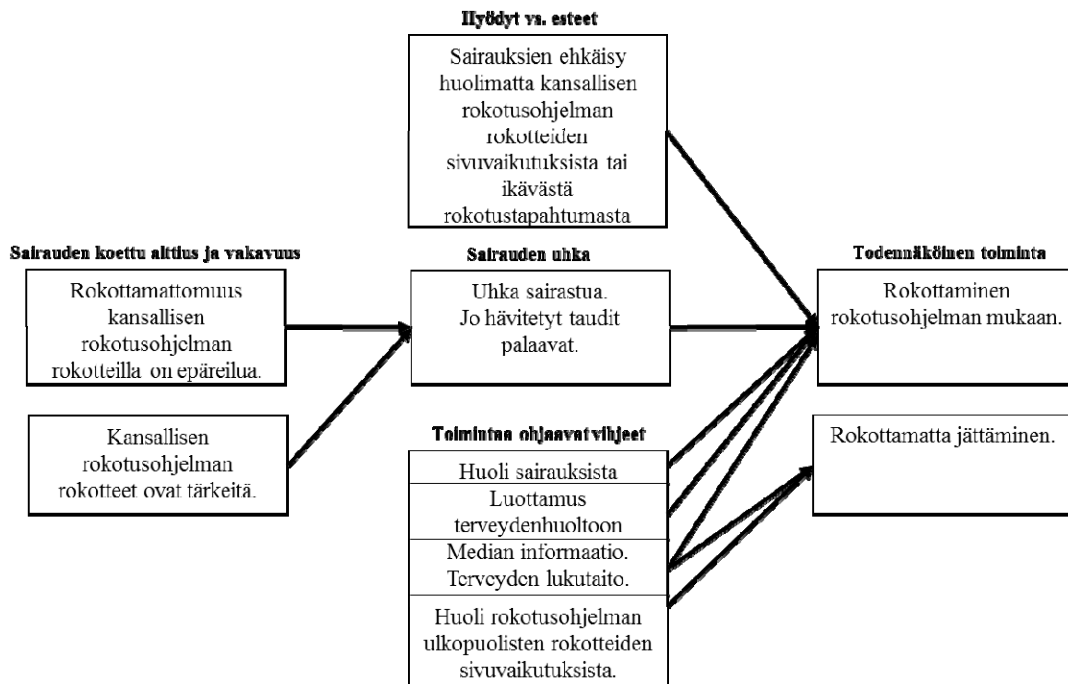 Hyödyt vs. esteet
Sairauksien ehkäisy
huolimatta kansallisen
rokotusohjelman
rokotteiden
sivuvaikutuksista tai
ikävästä
rokotustapahtumasta
Sairauden koettu alttius ja vakavuus
Rokottamattomuus
kansallisen
rokotusohjelman
rokotteilla on epäreilua.
Kansallisen
rokotusohjelman
rokotteet ovat tärkeitä.
Sairauden uhka
Uhka sairastua.
Jo hävitetyt taudit
palaavat.
Toimintaa ohjaavat vihjeet
Huoli sairauksista
Luottamus
terveydenhuoltoon
Median informaatio.
Terveyden lukutaito.
Huoli rokotusohjelman
ulkopuolisten rokotteiden
sivuvaikutuksista.
Todennäköinen toiminta
Rokottaminen
rokotusohjelman mukaan.
Rokottamatta jättäminen.